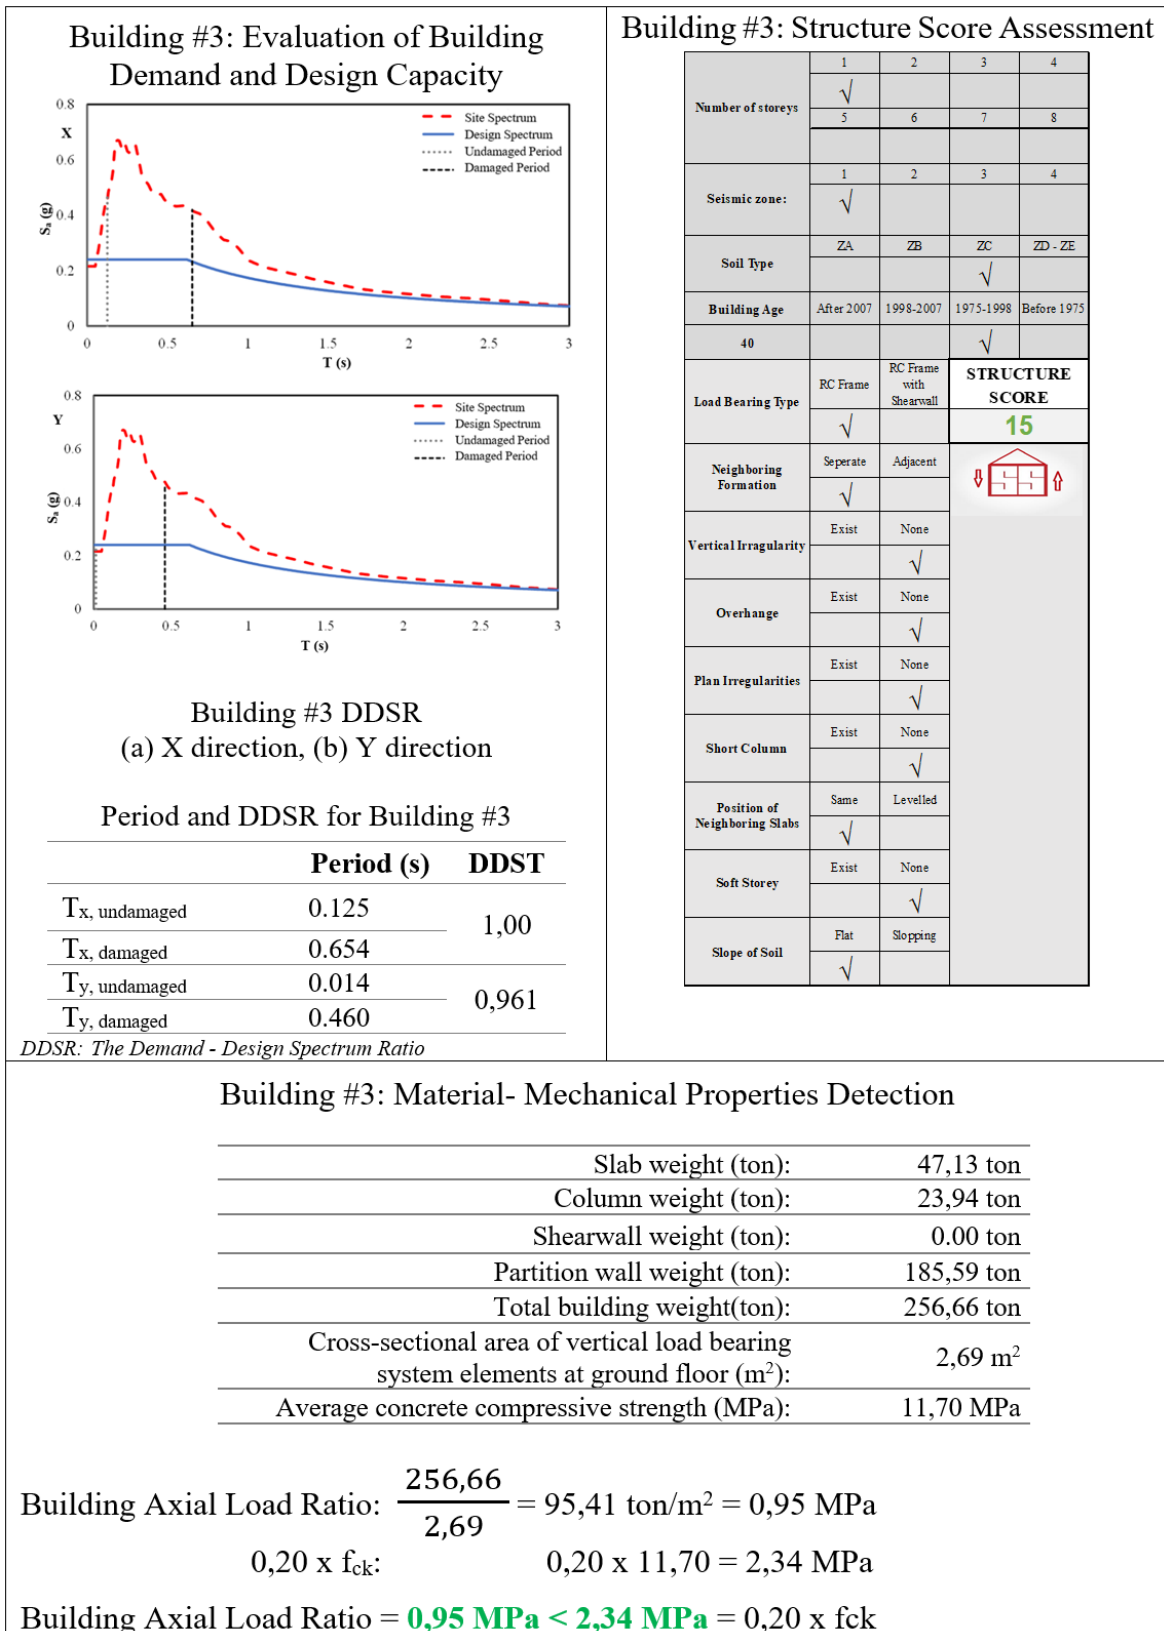 Building #3: Evaluation of Building
Demand and Design Capacity
0.8
0.6
0.4
0.2
0
X
Sa (g)
Site Spectrum
Design Spectrum
Undamaged Period
Damaged Period
0 0.5 1 1.5 2 2.5 3
T (s)
0.8
0.6
0.4
0.2
0
Y
Sa (g)
Site Spectrum
Design Spectrum
Undamaged Period
Damaged Period
0 0.5 1 1.5 2 2.5 3
T (s)
Building #3 DDSR
(a) X direction, (b) Y direction
Period and DDSR for Building #3
Period (s) DDST
Tx, undamaged 0.125
1,00
Tx, damaged 0.654
Ty, undamaged 0.014
0,961
Ty, damaged 0.460
DDSR: The Demand - Design Spectrum Ratio
Building #3: Structure Score Assessment
1 2 3 4
Number of storeys
√
5 6 7 8
1 2 3 4
Seismic zone:
√
ZA ZB ZC ZD - ZE
Soil Type
√
Building Age After 2007 1998-2007 1975-1998 Before 1975
40 √
Load Bearing Type
RC Frame
RC Frame
with
Shearwall
√
STRUCTURE
SCORE
15
Neighboring
Formation
Seperate Adjacent
√
Vertical Irragularity
Exist None
√
Overhange
Exist None
√
Plan Irregularities
Exist None
√
Short Column
Exist None
√
Position of
Neighboring Slabs
Same Levelled
√
Soft Storey
Exist None
√
Slope of Soil
Flat Slopping
√
Building #3: Material- Mechanical Properties Detection
Slab weight (ton): 47,13 ton
Column weight (ton): 23,94 ton
Shearwall weight (ton): 0.00 ton
Partition wall weight (ton): 185,59 ton
Total building weight(ton): 256,66 ton
Cross-sectional area of vertical load bearing
system elements at ground floor (m²): 2,69 m²
Average concrete compressive strength (MPa): 11,70 MPa
Building Axial Load Ratio: 256,66 / 2,69 = 95,41 ton/m² = 0,95 MPa
0,20 x fck: 0,20 x 11,70 = 2,34 MPa
Building Axial Load Ratio = 0,95 MPa < 2,34 MPa = 0,20 x fck